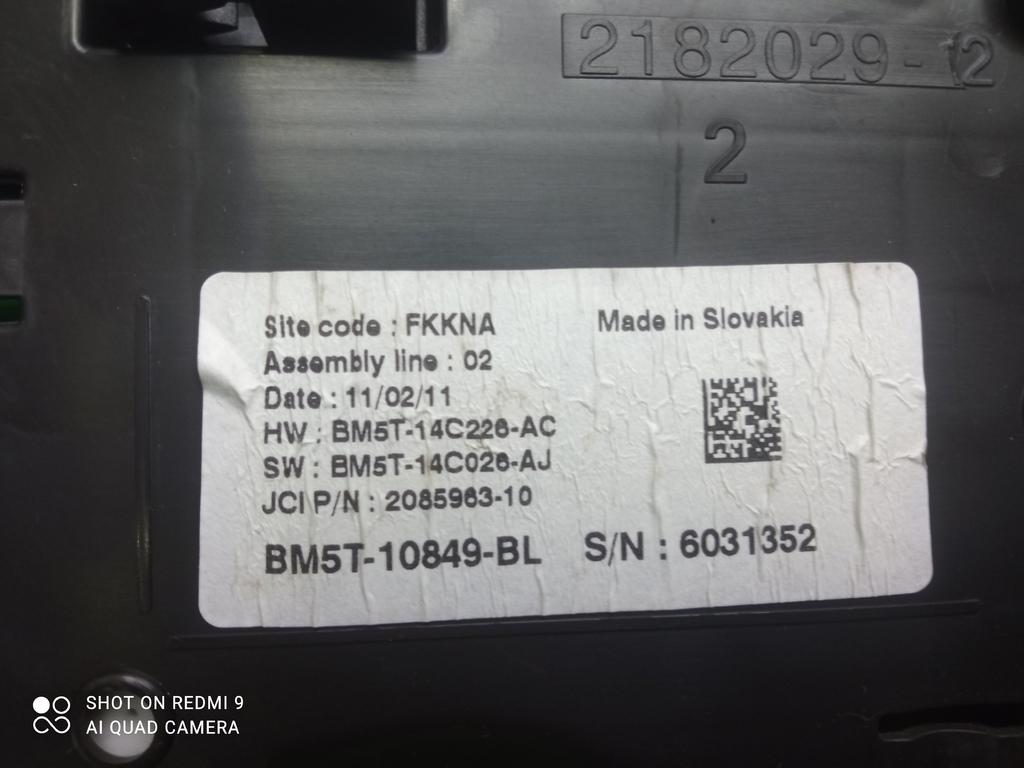 2182029-12
2
Site code : FKKNA
Made in Slovakia
Assembly line : 02
Date : 11/02/11
HW : BM5T-14C226-AC
SW : BM5T-14C026-AJ
JCI P/N : 2085963-10
BM5T-10849-BL S/N : 6031352
SHOT ON REDMI 9
AI QUAD CAMERA